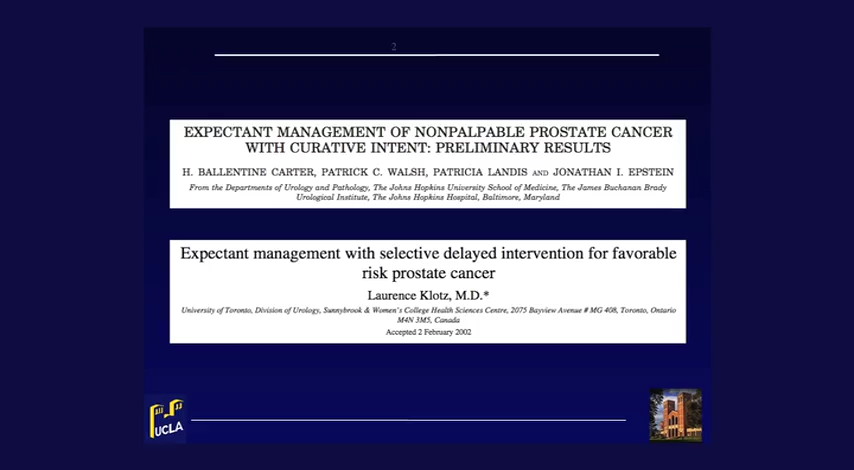 2
EXPECTANT MANAGEMENT OF NONPALPABLE PROSTATE CANCER
WITH CURATIVE INTENT: PRELIMINARY RESULTS
H. BALLENTINE CARTER, PATRICK C. WALSH, PATRICIA LANDIS AND JONATHAN I. EPSTEIN
From the Departments of Urology and Pathology, The Johns Hopkins University School of Medicine, The James Buchanan Brady
Urological Institute, The Johns Hopkins Hospital, Baltimore, Maryland
Expectant management with selective delayed intervention for favorable
risk prostate cancer
Laurence Klotz, M.D.*
University of Toronto, Division of Urology, Sunnybrook & Women's College Health Sciences Centre, 2075 Bayview Avenue # MG 408, Toronto, Ontario
M4N 3M5, Canada
Accepted 2 February 2002
UCLA